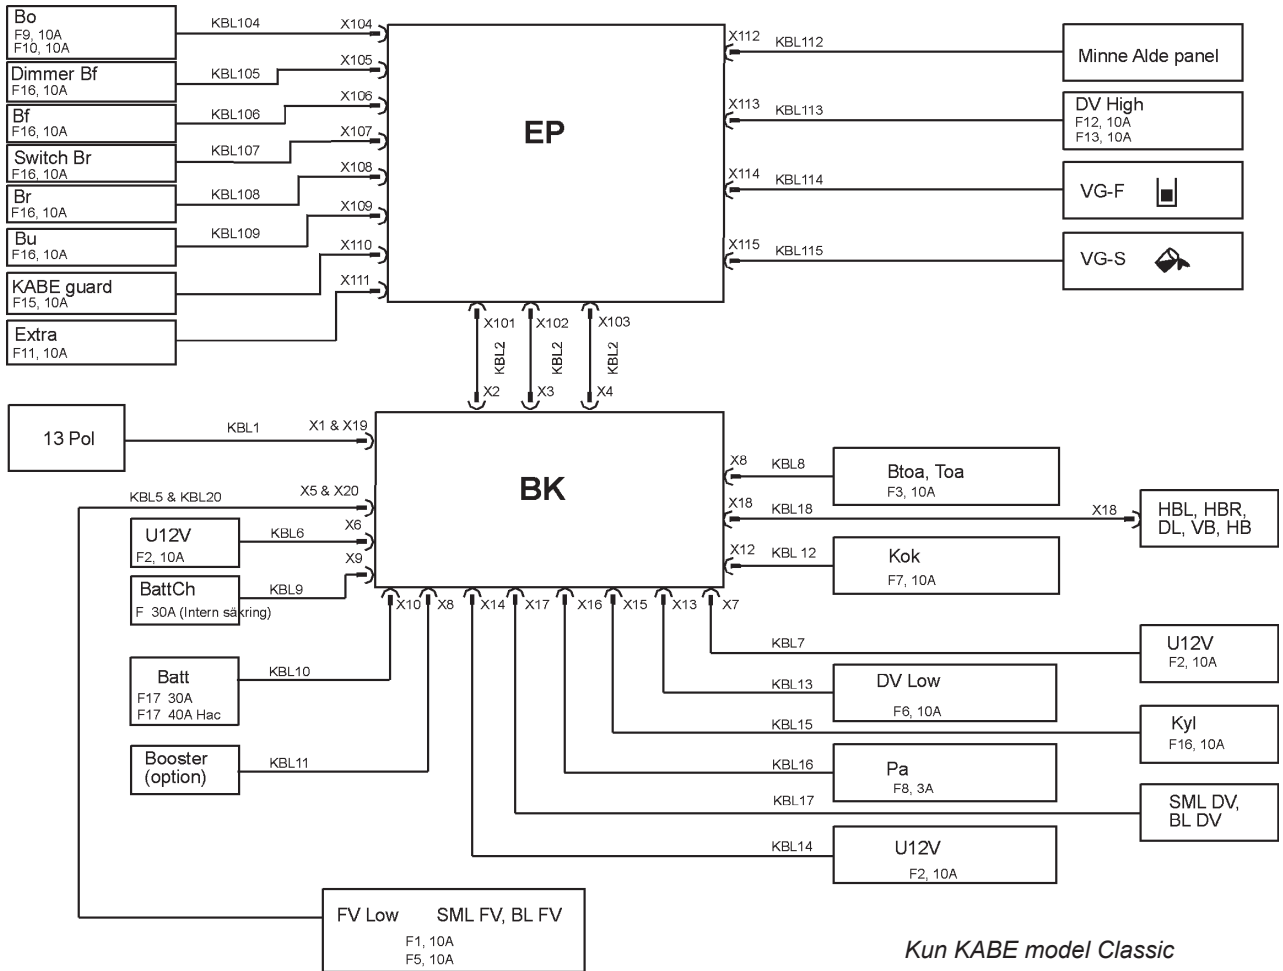 Bo
F9, 10A
F10, 10A
KBL104
X104
Dimmer Bf
F16, 10A
KBL105
X105
Bf
F16, 10A
KBL106
X106
Switch Br
F16, 10A
KBL107
X107
Br
F16, 10A
KBL108
X108
Bu
F16, 10A
KBL109
X109
KABE guard
F15, 10A
X110
Extra
F11, 10A
X111
EP
X112
KBL112
Minne Alde panel
X113
KBL113
DV High
F12, 10A
F13, 10A
X114
KBL114
VG-F
X115
KBL115
VG-S
X101
X102
X103
KBL2
KBL2
KBL2
X2
X3
X4
13 Pol
KBL1
X1 & X19
KBL5 & KBL20
X5 & X20
U12V
F2, 10A
KBL6
X6
BattCh
F 30A (Intern säkring)
KBL9
X9
BK
X8
KBL8
Btoa, Toa
F3, 10A
X18
KBL18
X18
HBL, HBR,
DL, VB, HB
X12
KBL 12
Kok
F7, 10A
X10
X8
X14
X17
X16
X15
X13
X7
Batt
F17 30A
F17 40A Hac
KBL10
Booster
(option)
KBL11
KBL7
U12V
F2, 10A
KBL13
DV Low
F6, 10A
KBL15
Kyl
F16, 10A
KBL16
Pa
F8, 3A
KBL17
SML DV,
BL DV
KBL14
U12V
F2, 10A
FV Low SML FV, BL FV
F1, 10A
F5, 10A
Kun KABE model Classic